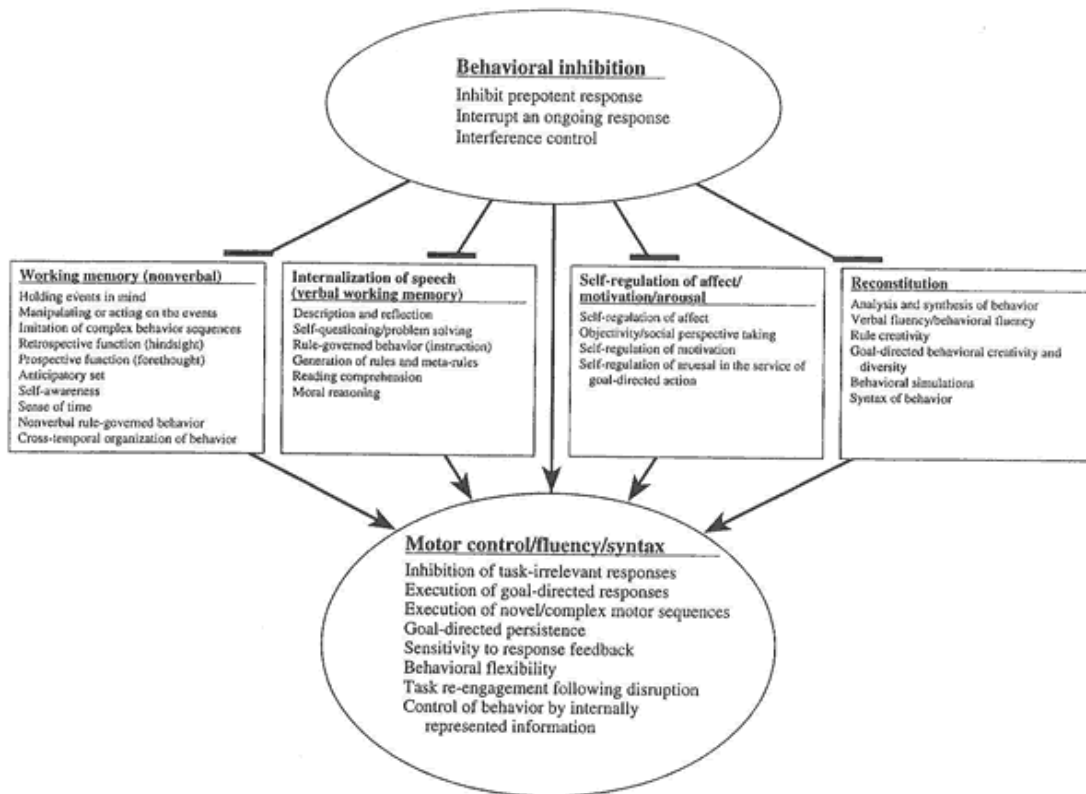 Behavioral inhibition
Inhibit prepotent response
Interrupt an ongoing response
Interference control
Working memory (nonverbal)
Holding events in mind
Manipulating or acting on the events
Imitation of complex behavior sequences
Retrospective function (hindsight)
Prospective function (forethought)
Anticipatory set
Self-awareness
Sense of time
Nonverbal rule-governed behavior
Cross-temporal organization of behavior
Internalization of speech
(verbal working memory)
Description and reflection
Self-questioning/problem solving
Rule-governed behavior (instruction)
Generation of rules and meta-rules
Reading comprehension
Moral reasoning
Self-regulation of affect/
motivation/arousal
Self-regulation of affect
Objectivity/social perspective taking
Self-regulation of motivation
Self-regulation of arousal in the service of
goal-directed action
Reconstitution
Analysis and synthesis of behavior
Verbal fluency/behavioral fluency
Rule creativity
Goal-directed behavioral creativity and
diversity
Behavioral simulations
Syntax of behavior
Motor control/fluency/syntax
Inhibition of task-irrelevant responses
Execution of goal-directed responses
Execution of novel/complex motor sequences
Goal-directed persistence
Sensitivity to response feedback
Behavioral flexibility
Task re-engagement following disruption
Control of behavior by internally
represented information